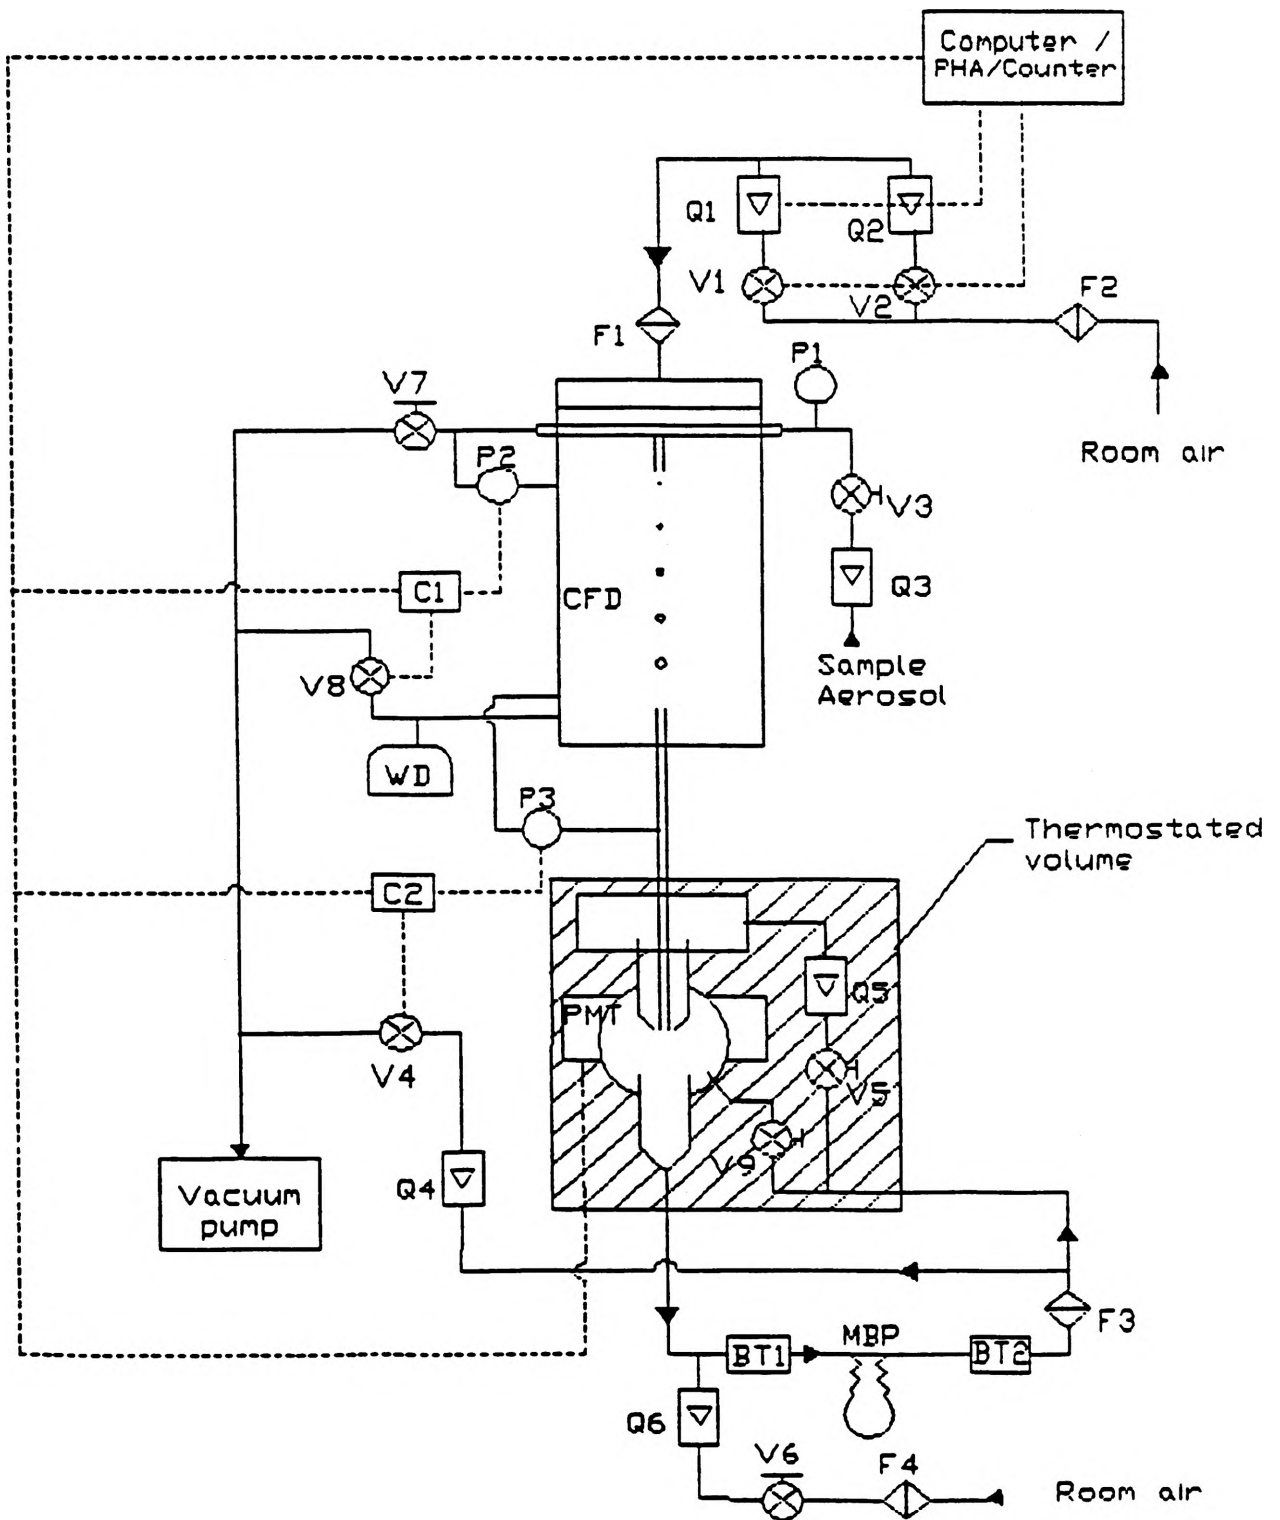 Computer /
PHA/Counter
Q1
Q2
V1
V2
F2
F1
P1
V7
Room air
P2
V3
C1
CFD
Q3
V8
Sample
Aerosol
WD
P3
Thermostated
volume
C2
Q5
PMT
V4
V5
V9
Q4
Vacuum
pump
F3
MBP
BT1
BT2
Q6
V6
F4
Room air